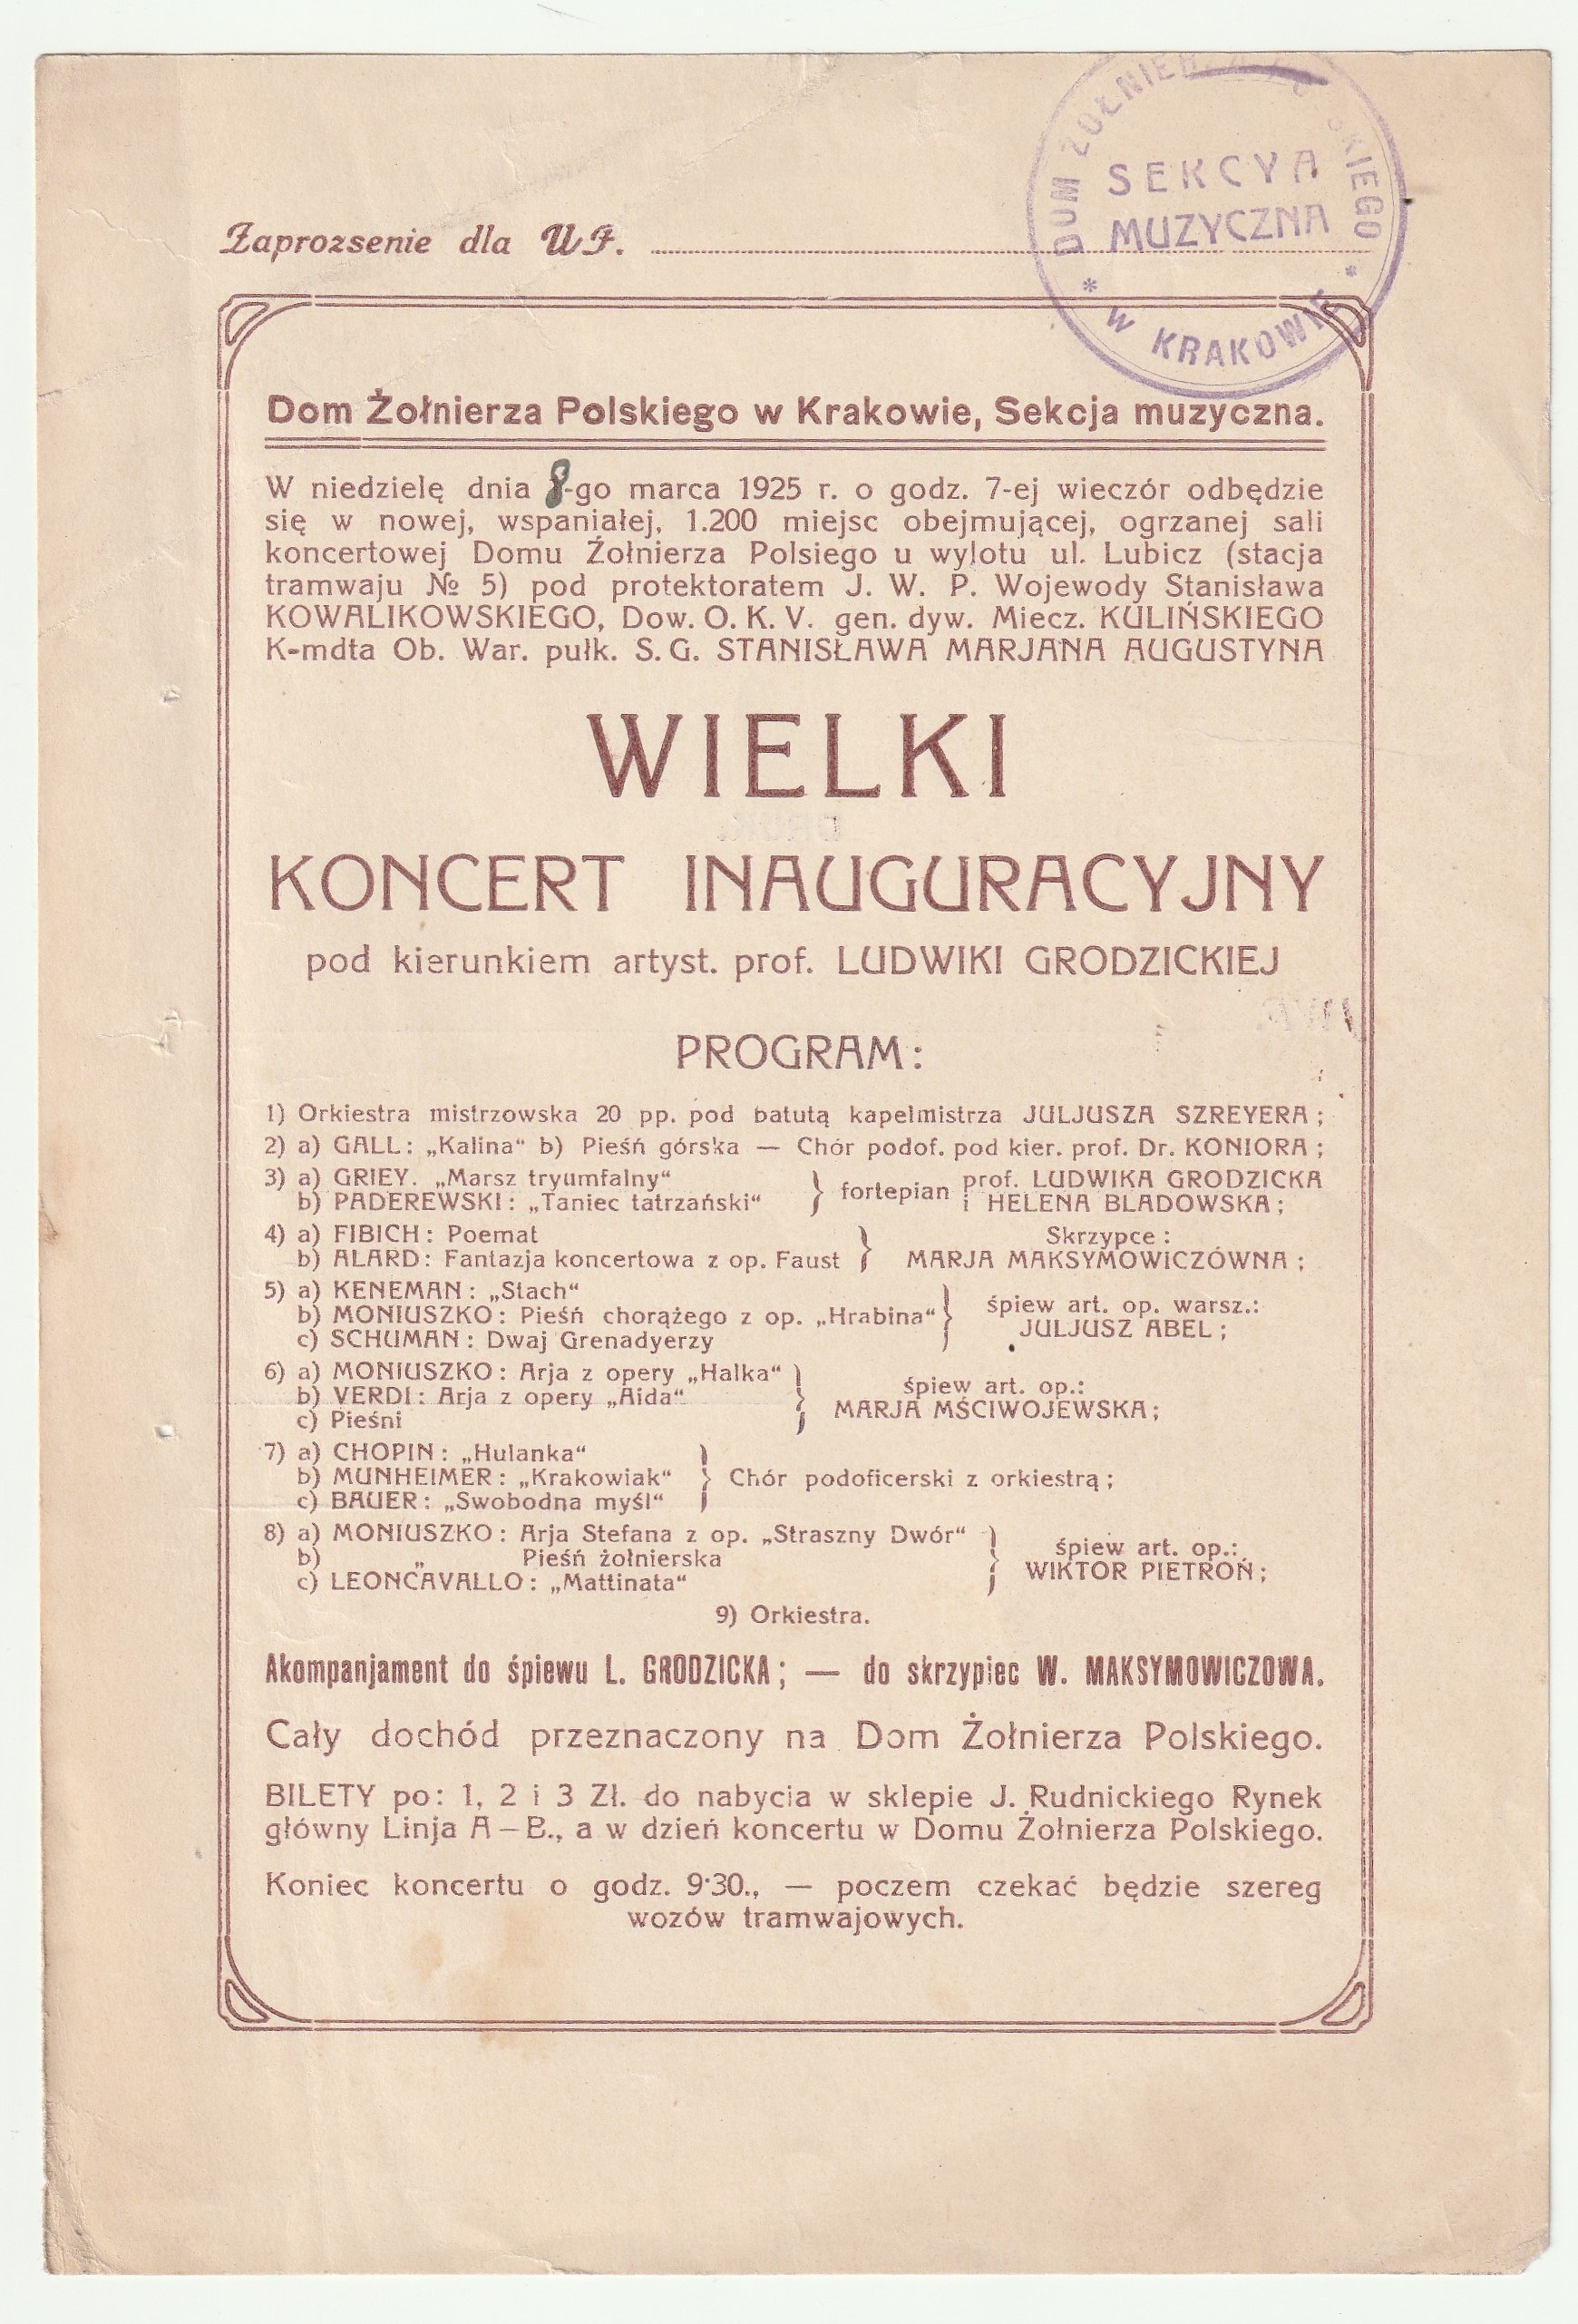 DOM ŻOŁNIERZA POLSKIEGO
SEKCYA
MUZYCZNA
* W KRAKOWIE *
Zaprozsenie dla WP.
Dom Żołnierza Polskiego w Krakowie, Sekcja muzyczna.
W niedzielę dnia 8-go marca 1925 r. o godz. 7-ej wieczór odbędzie
się w nowej, wspaniałej, 1.200 miejsc obejmującej, ogrzanej sali
koncertowej Domu Żołnierza Polsiego u wylotu ul. Lubicz (stacja
tramwaju № 5) pod protektoratem J. W. P. Wojewody Stanisława
KOWALIKOWSKIEGO, Dow. O. K. V. gen. dyw. Miecz. KULIŃSKIEGO
K-mdta Ob. War. pułk. S. G. STANISŁAWA MARJANA AUGUSTYNA
WIELKI
KONCERT INAUGURACYJNY
pod kierunkiem artyst. prof. LUDWIKI GRODZICKIEJ
PROGRAM:
1) Orkiestra mistrzowska 20 pp. pod batutą kapelmistrza JULJUSZA SZREYERA;
2) a) GALL: „Kalina“ b) Pieśń górska — Chór podof. pod kier. prof. Dr. KONIORA;
3) a) GRIEY. „Marsz tryumfalny“
b) PADEREWSKI: „Taniec tatrzański“
} fortepian prof. LUDWIKA GRODZICKA
i HELENA BLADOWSKA;
4) a) FIBICH: Poemat
b) ALARD: Fantazja koncertowa z op. Faust
} Skrzypce:
MARJA MAKSYMOWICZÓWNA;
5) a) KENEMAN: „Stach“
b) MONIUSZKO: Pieśń chorążego z op. „Hrabina“
c) SCHUMAN: Dwaj Grenadyerzy
} śpiew art. op. warsz.:
JULJUSZ ABEL;
6) a) MONIUSZKO: Arja z opery „Halka“
b) VERDI: Arja z opery „Aida“
c) Pieśni
} śpiew art. op.:
MARJA MŚCIWOJEWSKA;
7) a) CHOPIN: „Hulanka“
b) MUNHEIMER: „Krakowiak“
c) BAUER: „Swobodna myśl“
} Chór podoficerski z orkiestrą;
8) a) MONIUSZKO: Arja Stefana z op. „Straszny Dwór“
b) „ Pieśń żołnierska
c) LEONCAVALLO: „Mattinata“
} śpiew art. op.:
WIKTOR PIETROŃ;
9) Orkiestra.
Akompanjament do śpiewu L. GRODZICKA; — do skrzypiec W. MAKSYMOWICZOWA.
Cały dochód przeznaczony na Dom Żołnierza Polskiego.
BILETY po: 1, 2 i 3 Zł. do nabycia w sklepie J. Rudnickiego Rynek
główny Linja A—B., a w dzień koncertu w Domu Żołnierza Polskiego.
Koniec koncertu o godz. 9·30., — poczem czekać będzie szereg
wozów tramwajowych.